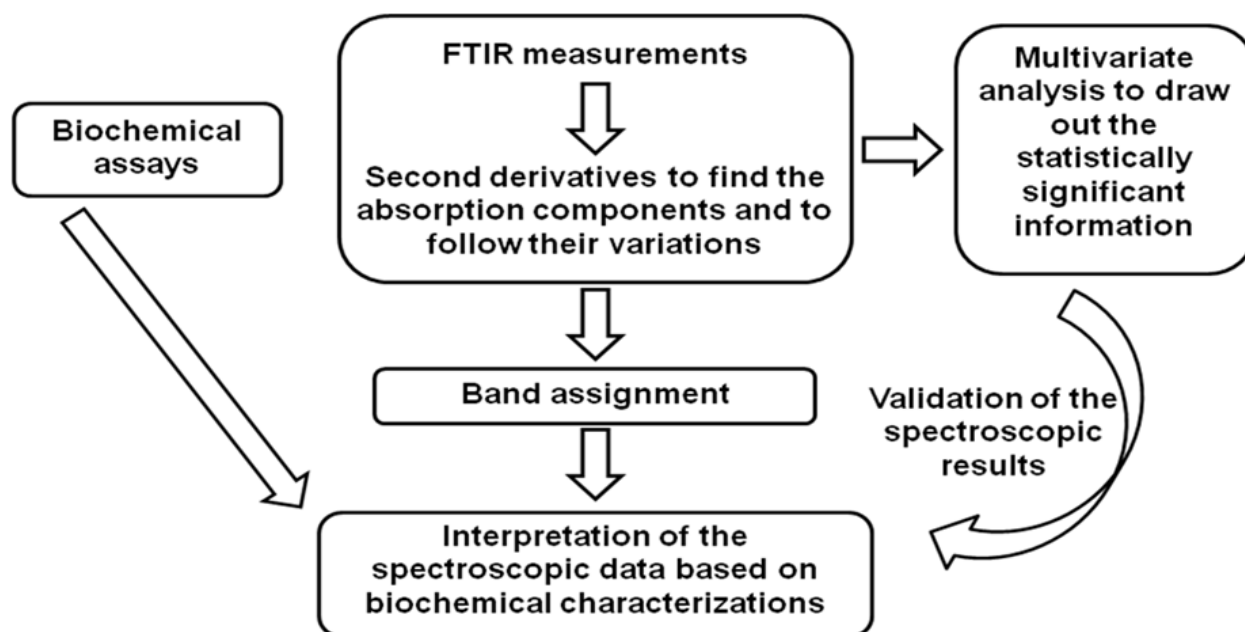 Biochemical
assays
FTIR measurements
Second derivatives to find the
absorption components and to
follow their variations
Multivariate
analysis to draw
out the
statistically
significant
information
Band assignment
Validation of the
spectroscopic
results
Interpretation of the
spectroscopic data based on
biochemical characterizations